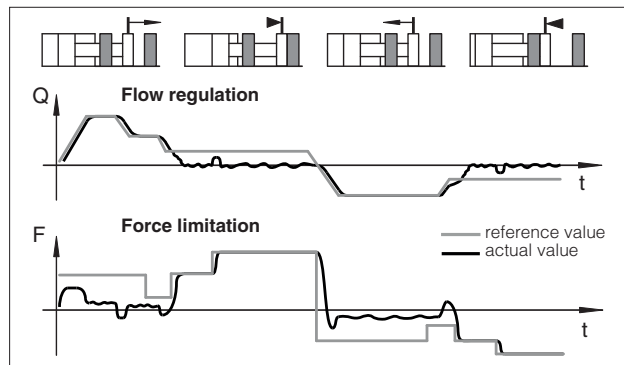 Q
Flow regulation
t
F
Force limitation
reference value
actual value
t